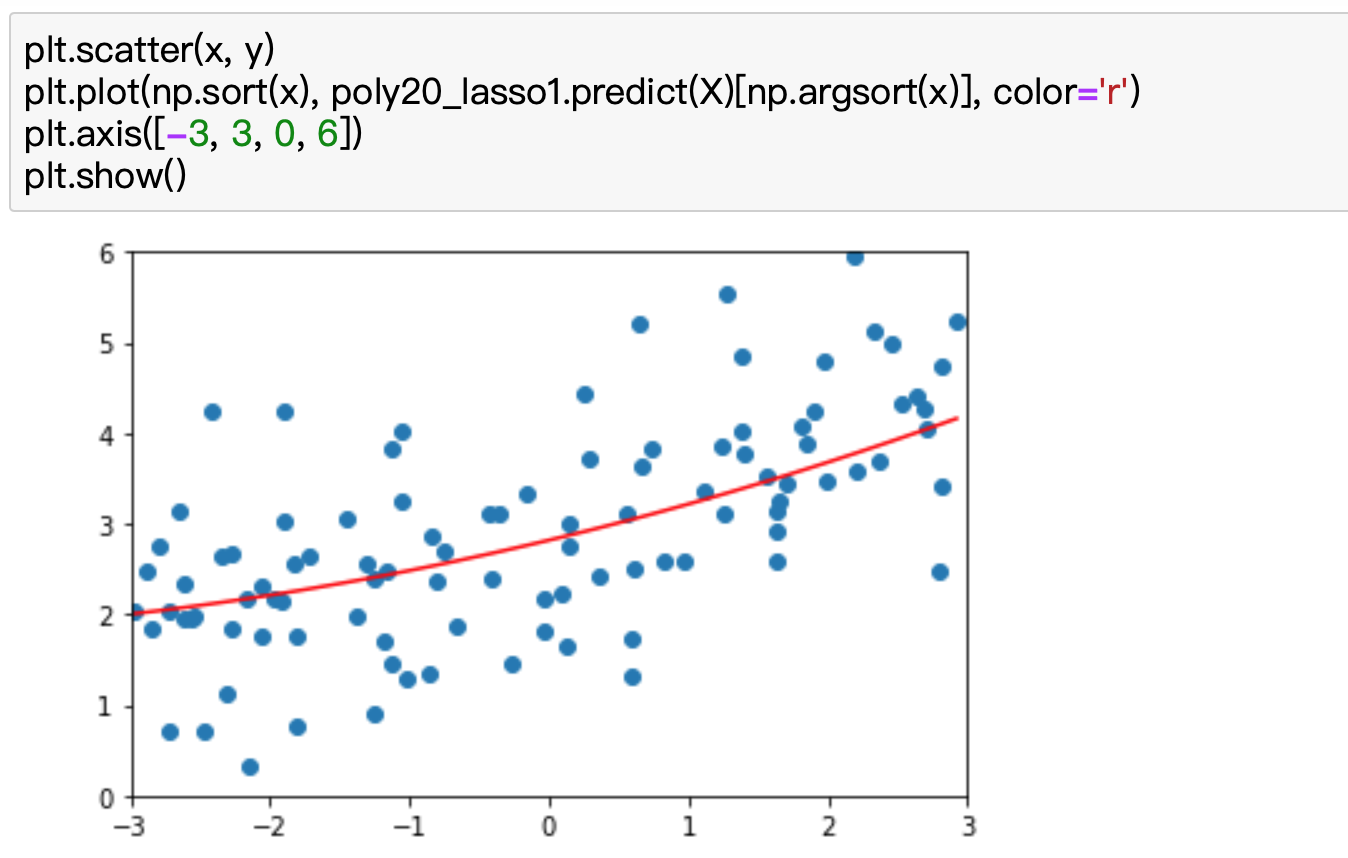 plt.scatter(x, y)
plt.plot(np.sort(x), poly20_lasso1.predict(X)[np.argsort(x)], color='r')
plt.axis([-3, 3, 0, 6])
plt.show()
6
5
4
3
2
1
0
−3 −2 −1 0 1 2 3